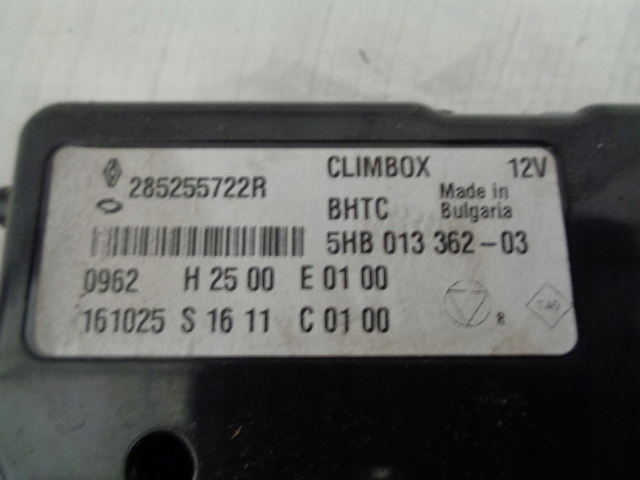 285255722R CLIMBOX 12V
BHTC Made in Bulgaria
5HB 013 362-03
0962 H 25 00 E 01 00
161025 S 16 11 C 01 00
8